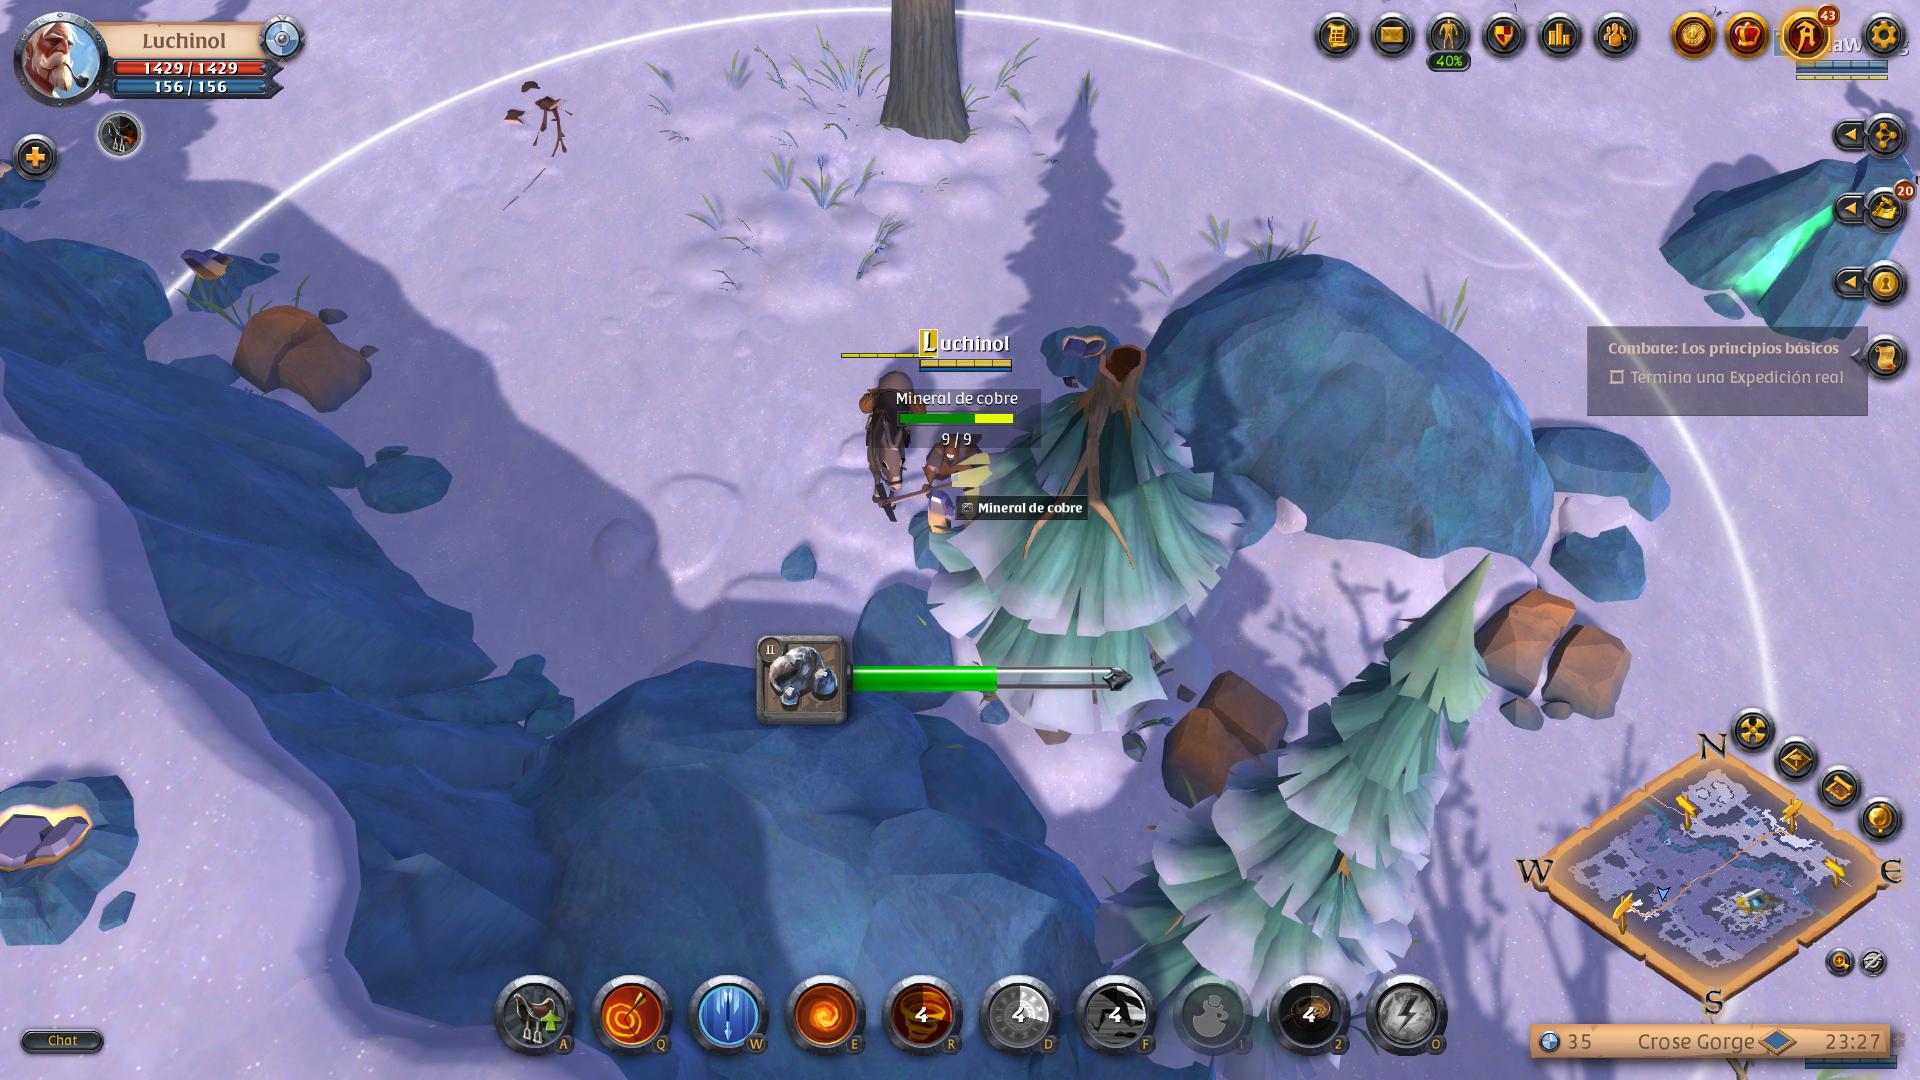 Luchinol
1429/1429
156/156
40%
43
20
Combate: Los principios básicos
Termina una Expedición real
Luchinol
Mineral de cobre
9/9
Mineral de cobre
II
N
W
E
S
4
4
4
4
A
Q
W
E
R
D
F
1
2
O
Chat
35
Crose Gorge
23:27